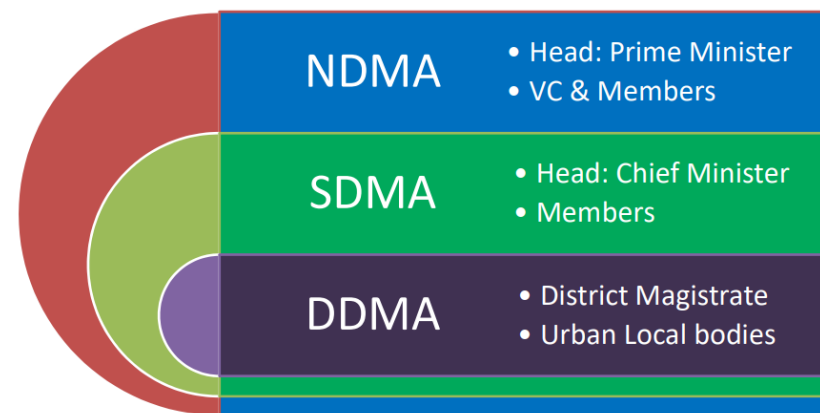 NDMA
• Head: Prime Minister
• VC & Members
SDMA
• Head: Chief Minister
• Members
DDMA
• District Magistrate
• Urban Local bodies